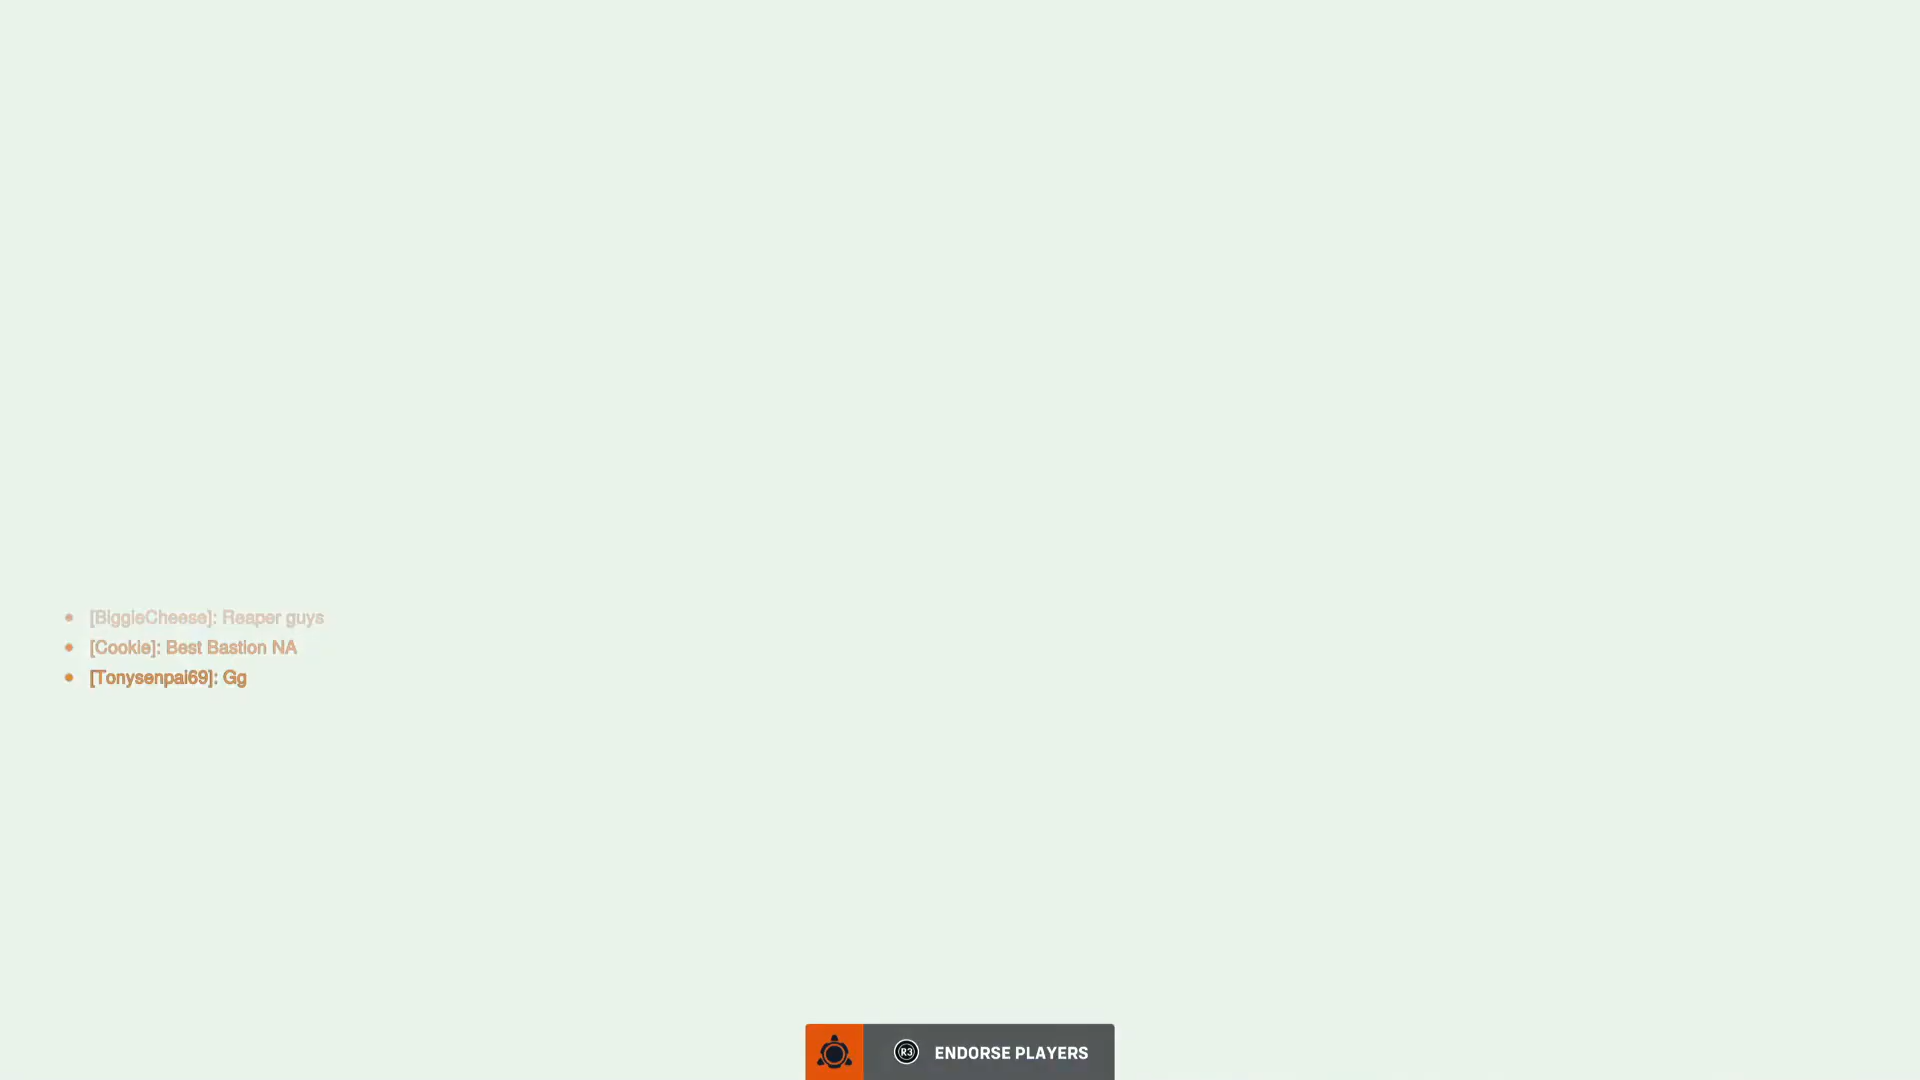 [BiggieCheese]: Reaper guys
[Cookie]: Best Bastion NA
[Tonysenpai69]: Gg
R3 ENDORSE PLAYERS